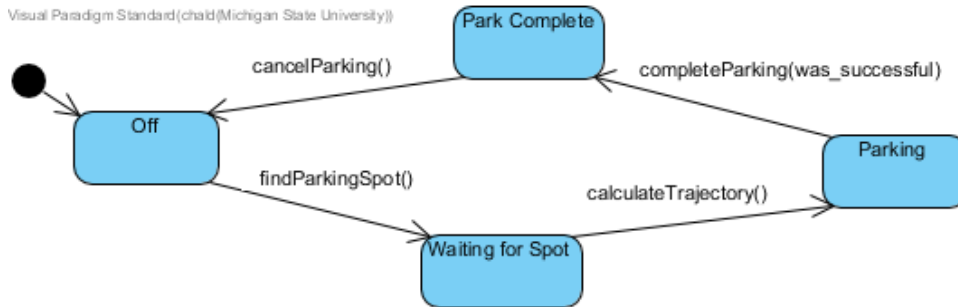 Visual Paradigm Standard(chald(Michigan State University))
Park Complete
cancelParking()
completeParking(was_successful)
Off
Parking
findParkingSpot()
calculateTrajectory()
Waiting for Spot